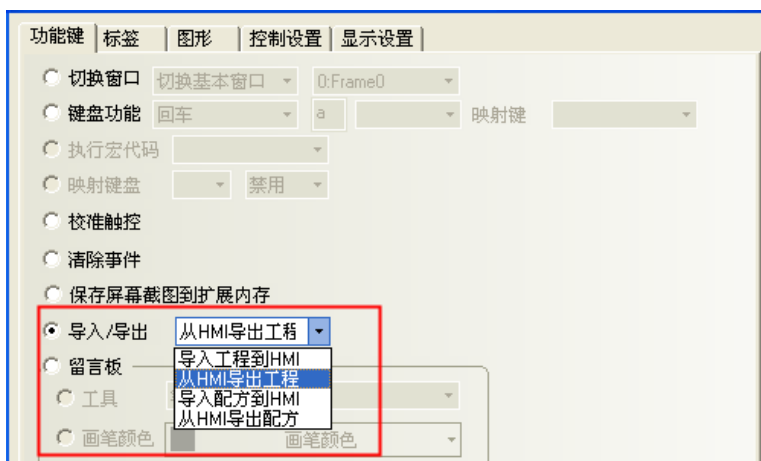 功能键 标签 图形 控制设置 显示设置
切换窗口 切换基本窗口 0:Frame0
键盘功能 回车 a 映射键
执行宏代码
映射键盘 禁用
校准触控
清除事件
保存屏幕截图到扩展内存
导入/导出 从HMI导出工程
导入工程到HMI
留言板
从HMI导出工程
工具 导入配方到HMI
从HMI导出配方
画笔颜色 画笔颜色